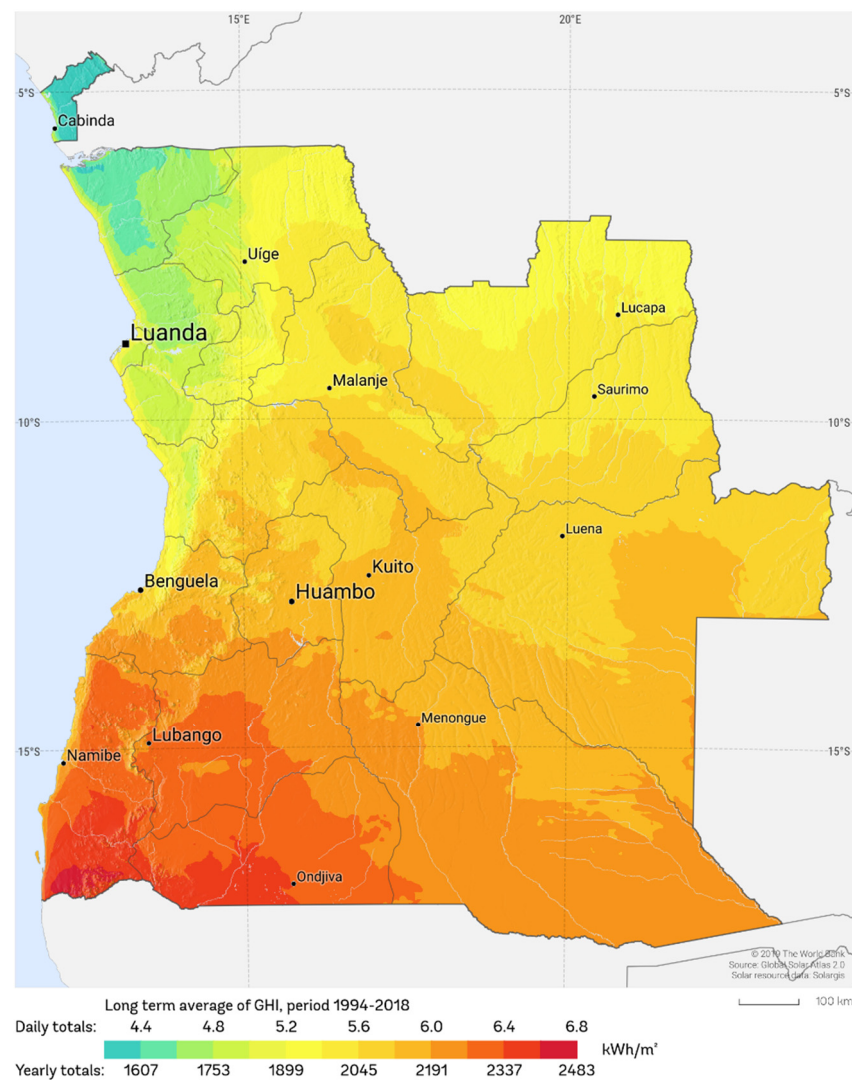 15°E 20°E
5°S 5°S
Cabinda
Uíge
Lucapa
Luanda
Malanje
Saurimo
10°S 10°S
Luena
Kuito
Benguela
Huambo
Menongue
Lubango
15°S 15°S
Namibe
Ondjiva
© 2019 The World Bank
Source: Global Solar Atlas 2.0
Solar resource data: Solargis
100 km
Long term average of GHI, period 1994-2018
Daily totals: 4.4 4.8 5.2 5.6 6.0 6.4 6.8
kWh/m²
Yearly totals: 1607 1753 1899 2045 2191 2337 2483